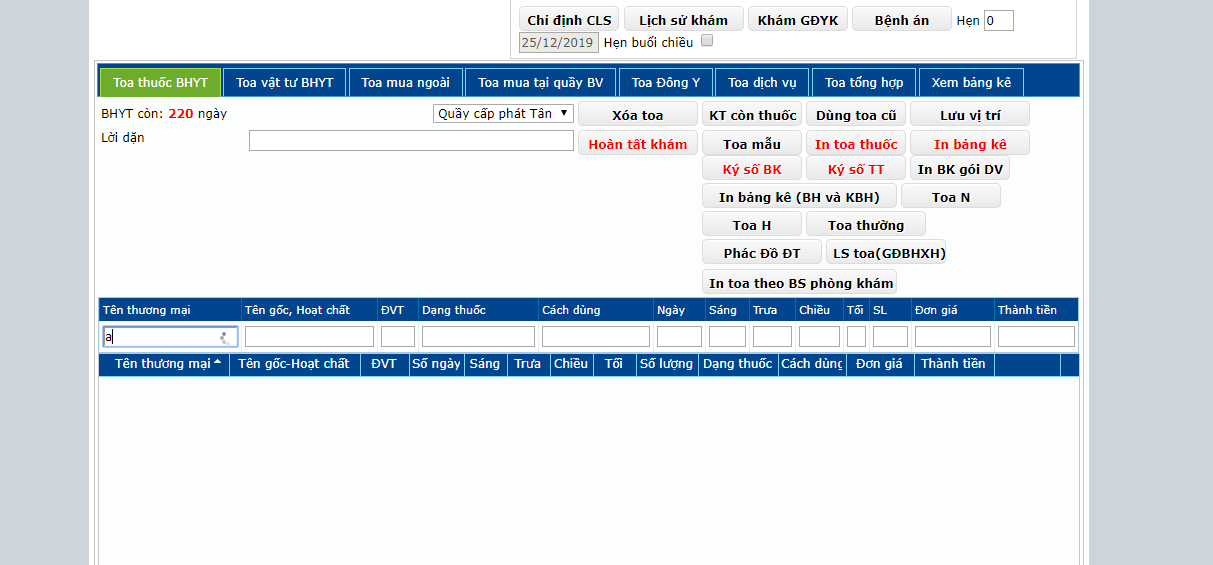 Chỉ định CLS Lịch sử khám Khám GĐYK Bệnh án Hẹn 0
25/12/2019 Hẹn buổi chiều
Toa thuốc BHYT Toa vật tư BHYT Toa mua ngoài Toa mua tại quầy BV Toa Đông Y Toa dịch vụ Toa tổng hợp Xem bảng kê
BHYT còn: 220 ngày Quầy cấp phát Tân Xóa toa KT còn thuốc Dùng toa cũ Lưu vị trí
Lời dặn Hoàn tất khám Toa mẫu In toa thuốc In bảng kê
Ký số BK Ký số TT In BK gói DV
In bảng kê (BH và KBH) Toa N
Toa H Toa thường
Phác Đồ ĐT LS toa(GĐBHXH)
In toa theo BS phòng khám
Tên thương mại Tên gốc, Hoạt chất ĐVT Dạng thuốc Cách dùng Ngày Sáng Trưa Chiều Tối SL Đơn giá Thành tiền
a
Tên thương mại Tên gốc-Hoạt chất ĐVT Số ngày Sáng Trưa Chiều Tối Số lượng Dạng thuốc Cách dùng Đơn giá Thành tiền